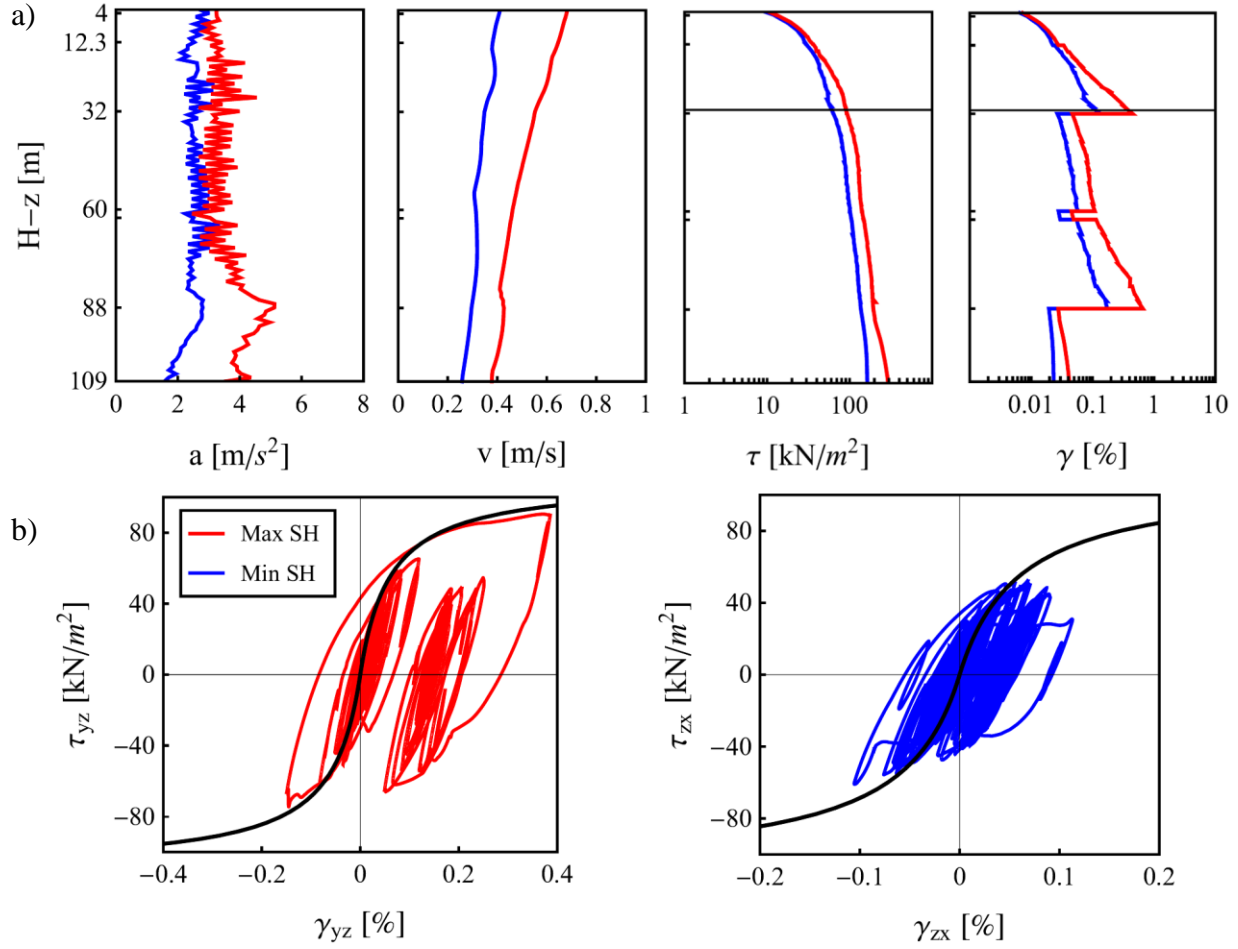 a)
H−z [m]
4
12.3
32
60
88
109
0 2 4 6 8
a [m/s²]
0 0.2 0.4 0.6 0.8 1
v [m/s]
1 10 100
τ [kN/m²]
0.01 0.1 1 10
γ [%]
b)
Max SH
Min SH
τyz [kN/m²]
80
40
0
−40
−80
−0.4 −0.2 0 0.2 0.4
γyz [%]
τzx [kN/m²]
80
40
0
−40
−80
−0.2 −0.1 0 0.1 0.2
γzx [%]